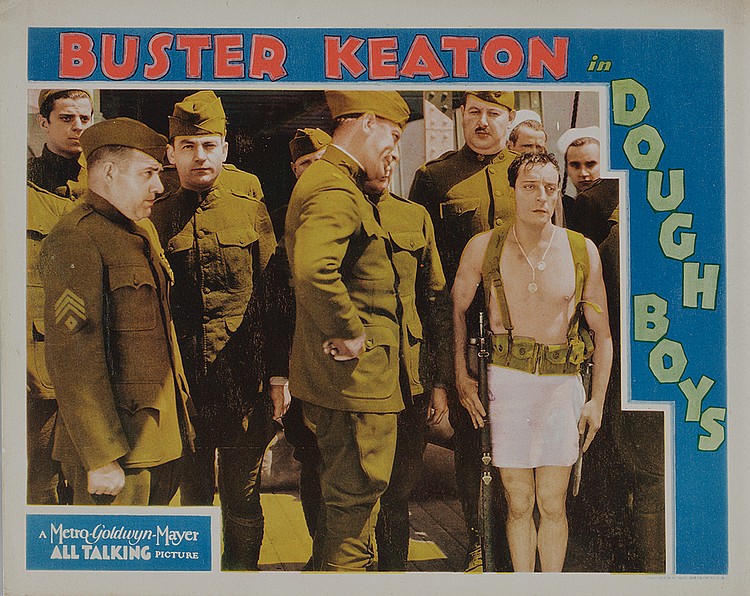 BUSTER KEATON in
DOUGH
BOYS
A Metro-Goldwyn-Mayer
ALL TALKING PICTURE